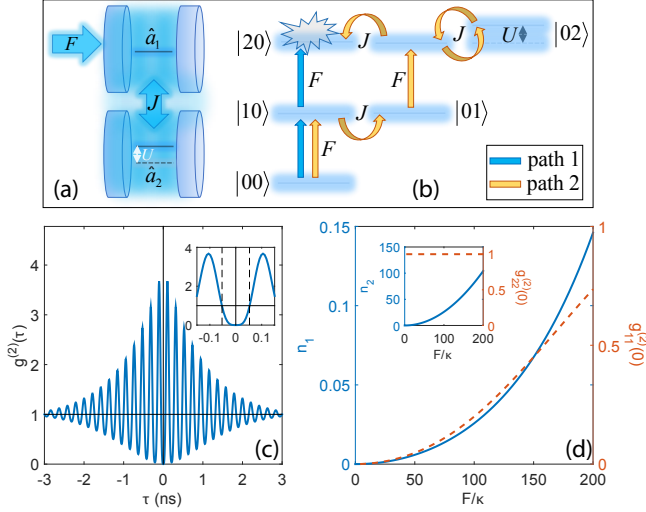 F
â₁
J
U
â₂
(a)
|20⟩
J
J
U
|02⟩
F
F
|10⟩
J
|01⟩
F
|00⟩
(b)
path 1
path 2
g⁽²⁾(τ)
4
3
2
1
0
-3 -2 -1 0 1 2 3
τ (ns)
4
2
0
-0.1 0 0.1
(c)
n₁
0.15
0.1
0.05
0
0 50 100 150 200
F/κ
1
0.5
0
g₁₁⁽²⁾(0)
n₂
150
100
50
0
0 100 200
F/κ
1
0.5
0
g₂₂⁽²⁾(0)
(d)